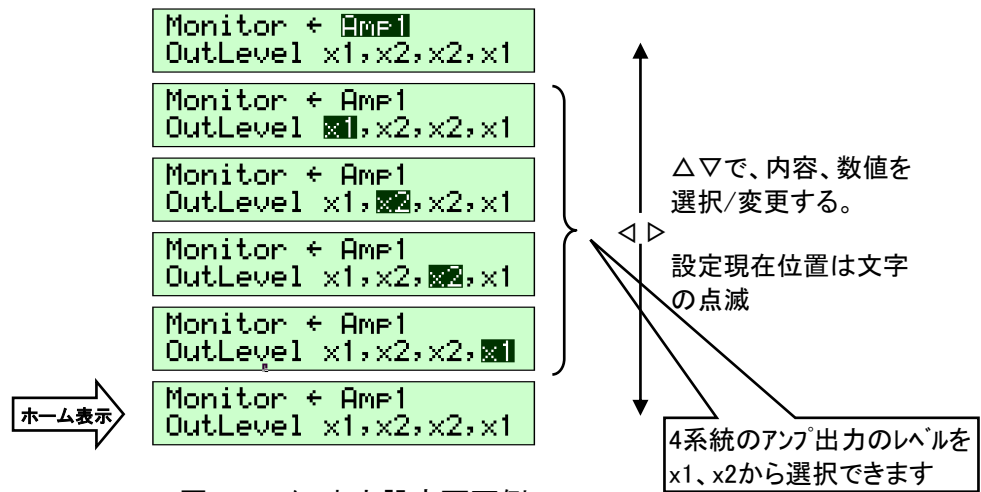 Monitor ← Amp1
OutLevel x1,x2,x2,x1
Monitor ← Amp1
OutLevel x1,x2,x2,x1
Monitor ← Amp1
OutLevel x1,x2,x2,x1
Monitor ← Amp1
OutLevel x1,x2,x2,x1
Monitor ← Amp1
OutLevel x1,x2,x2,x1
Monitor ← Amp1
OutLevel x1,x2,x2,x1
ホーム表示
△▽で、内容、数値を
選択/変更する。
◁ ▷
設定現在位置は文字
の点滅
4系統のアンプ出力のレベルを
x1、x2から選択できます